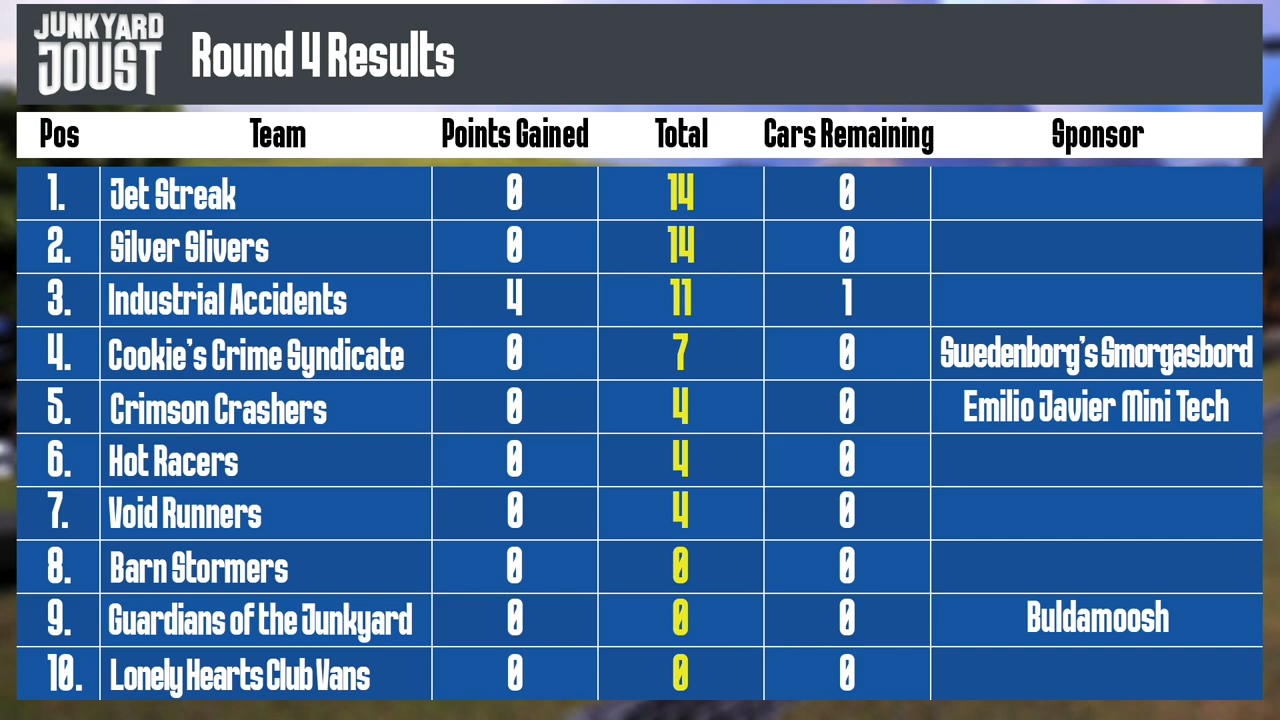 JUNKYARD
JOUST
Round 4 Results
Pos Team Points Gained Total Cars Remaining Sponsor
1. Jet Streak 0 14 0
2. Silver Slivers 0 14 0
3. Industrial Accidents 4 11 1
4. Cookie's Crime Syndicate 0 7 0 Swedenborg's Smorgasbord
5. Crimson Crashers 0 4 0 Emilio Javier Mini Tech
6. Hot Racers 0 4 0
7. Void Runners 0 4 0
8. Barn Stormers 0 0 0
9. Guardians of the Junkyard 0 0 0 Buldamoosh
10. Lonely Hearts Club Vans 0 0 0